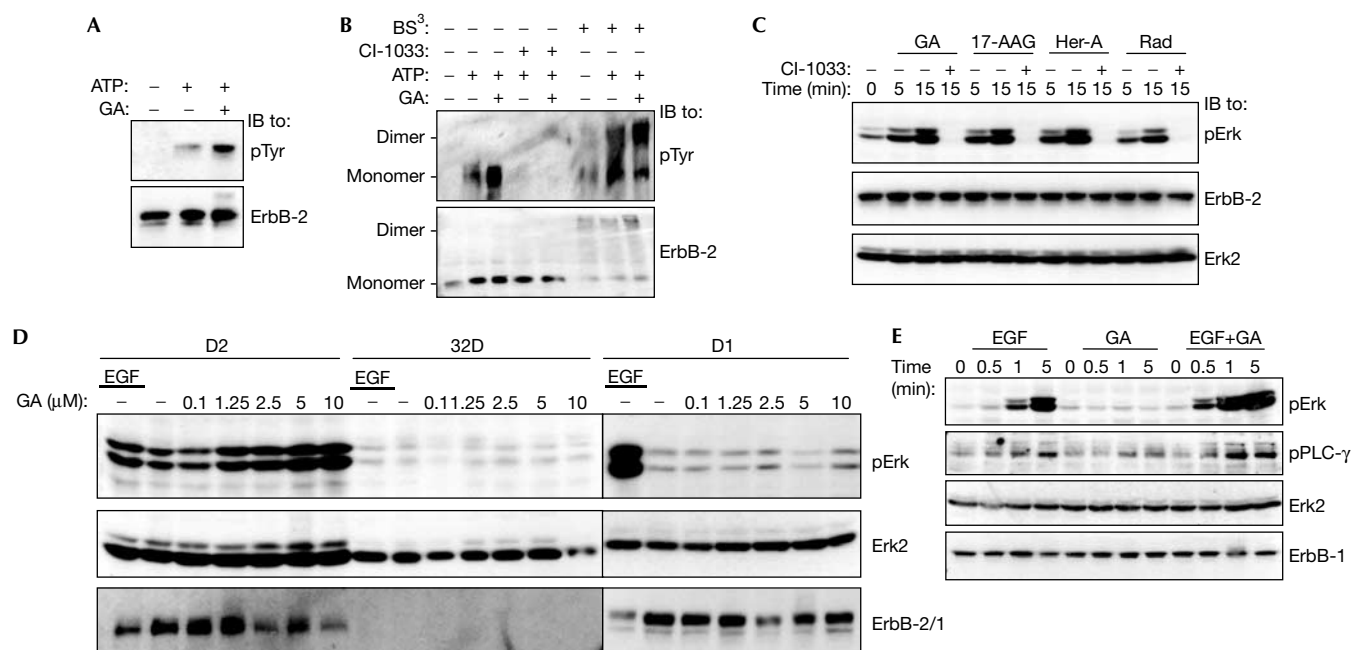 A
ATP: – + +
GA: – – +
IB to:
pTyr
ErbB-2
B
BS3: – – – – – + + +
CI-1033: – – – + + – – –
ATP: – + + + + – + +
GA: – – + – + – – +
IB to:
Dimer
pTyr
Monomer
Dimer
ErbB-2
Monomer
C
GA 17-AAG Her-A Rad
CI-1033: – – – + – – + – – + – – +
Time (min): 0 5 15 15 5 15 15 5 15 15 5 15 15
IB to:
pErk
ErbB-2
Erk2
D
D2 32D D1
EGF EGF EGF
GA (μM): – – 0.1 1.25 2.5 5 10 – – 0.11.25 2.5 5 10 – – 0.1 1.25 2.5 5 10
pErk
Erk2
ErbB-2/1
E
EGF GA EGF+GA
Time 0 0.5 1 5 0 0.5 1 5 0 0.5 1 5
(min):
pErk
pPLC-γ
Erk2
ErbB-1